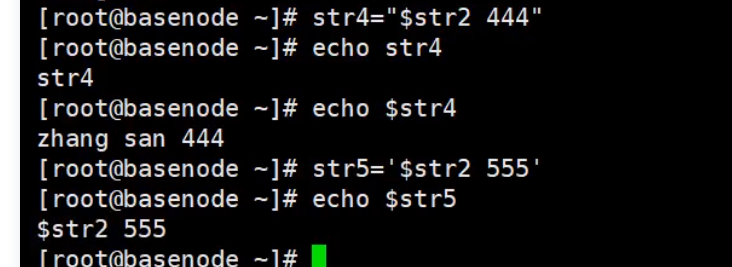 [root@basenode ~]# str4="$str2 444"
[root@basenode ~]# echo str4
str4
[root@basenode ~]# echo $str4
zhang san 444
[root@basenode ~]# str5='$str2 555'
[root@basenode ~]# echo $str5
$str2 555
[root@basenode ~]#